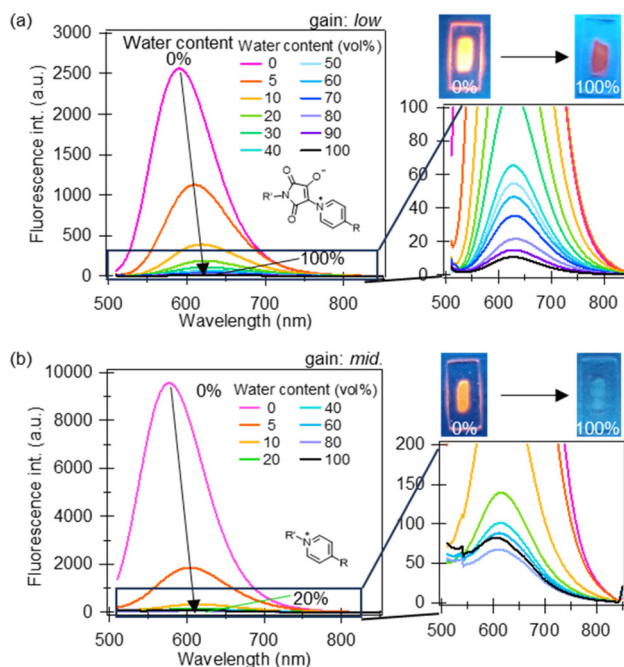 (a)
gain: low
Water content
0%
Water content (vol%)
0 50
5 60
10 70
20 80
30 90
40 100
Fluorescence int. (a.u.)
3000
2500
2000
1500
1000
500
0
O
O⁻
R'
N
N⁺
O
R
100%
600 700 800
Wavelength (nm)
0%
100%
100
80
60
40
20
0
500 600 700 800
Wavelength (nm)
(b)
gain: mid.
0%
Water content (vol%)
0 40
5 60
10 80
20 100
Fluorescence int. (a.u.)
10000
8000
6000
4000
2000
0
R'
N⁺
R
20%
600 700 800
Wavelength (nm)
0%
100%
200
150
100
50
0
500 600 700 800
Wavelength (nm)